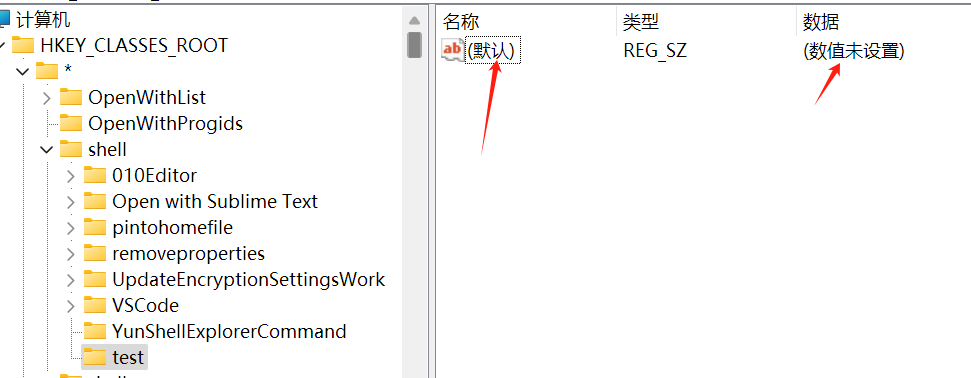 计算机
HKEY_CLASSES_ROOT
*
OpenWithList
OpenWithProgids
shell
010Editor
Open with Sublime Text
pintohomefile
removeproperties
UpdateEncryptionSettingsWork
VSCode
YunShellExplorerCommand
test
名称 类型 数据
ab (默认) REG_SZ (数值未设置)